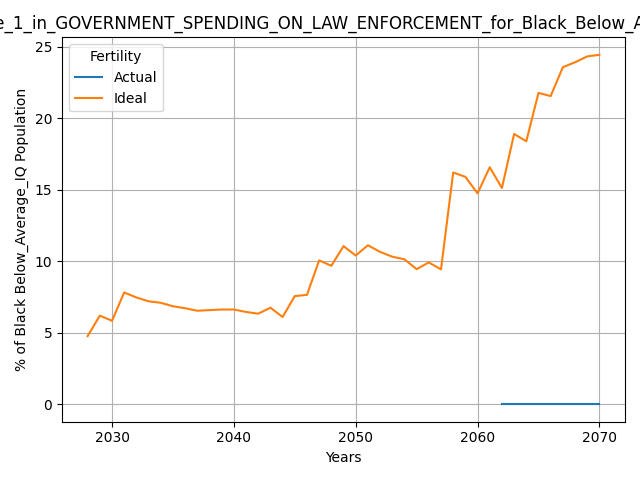 _1_in_GOVERNMENT_SPENDING_ON_LAW_ENFORCEMENT_for_Black_Below_A
Fertility
Actual
Ideal
25
20
15
10
5
0
% of Black Below_Average_IQ Population
2030 2040 2050 2060 2070
Years